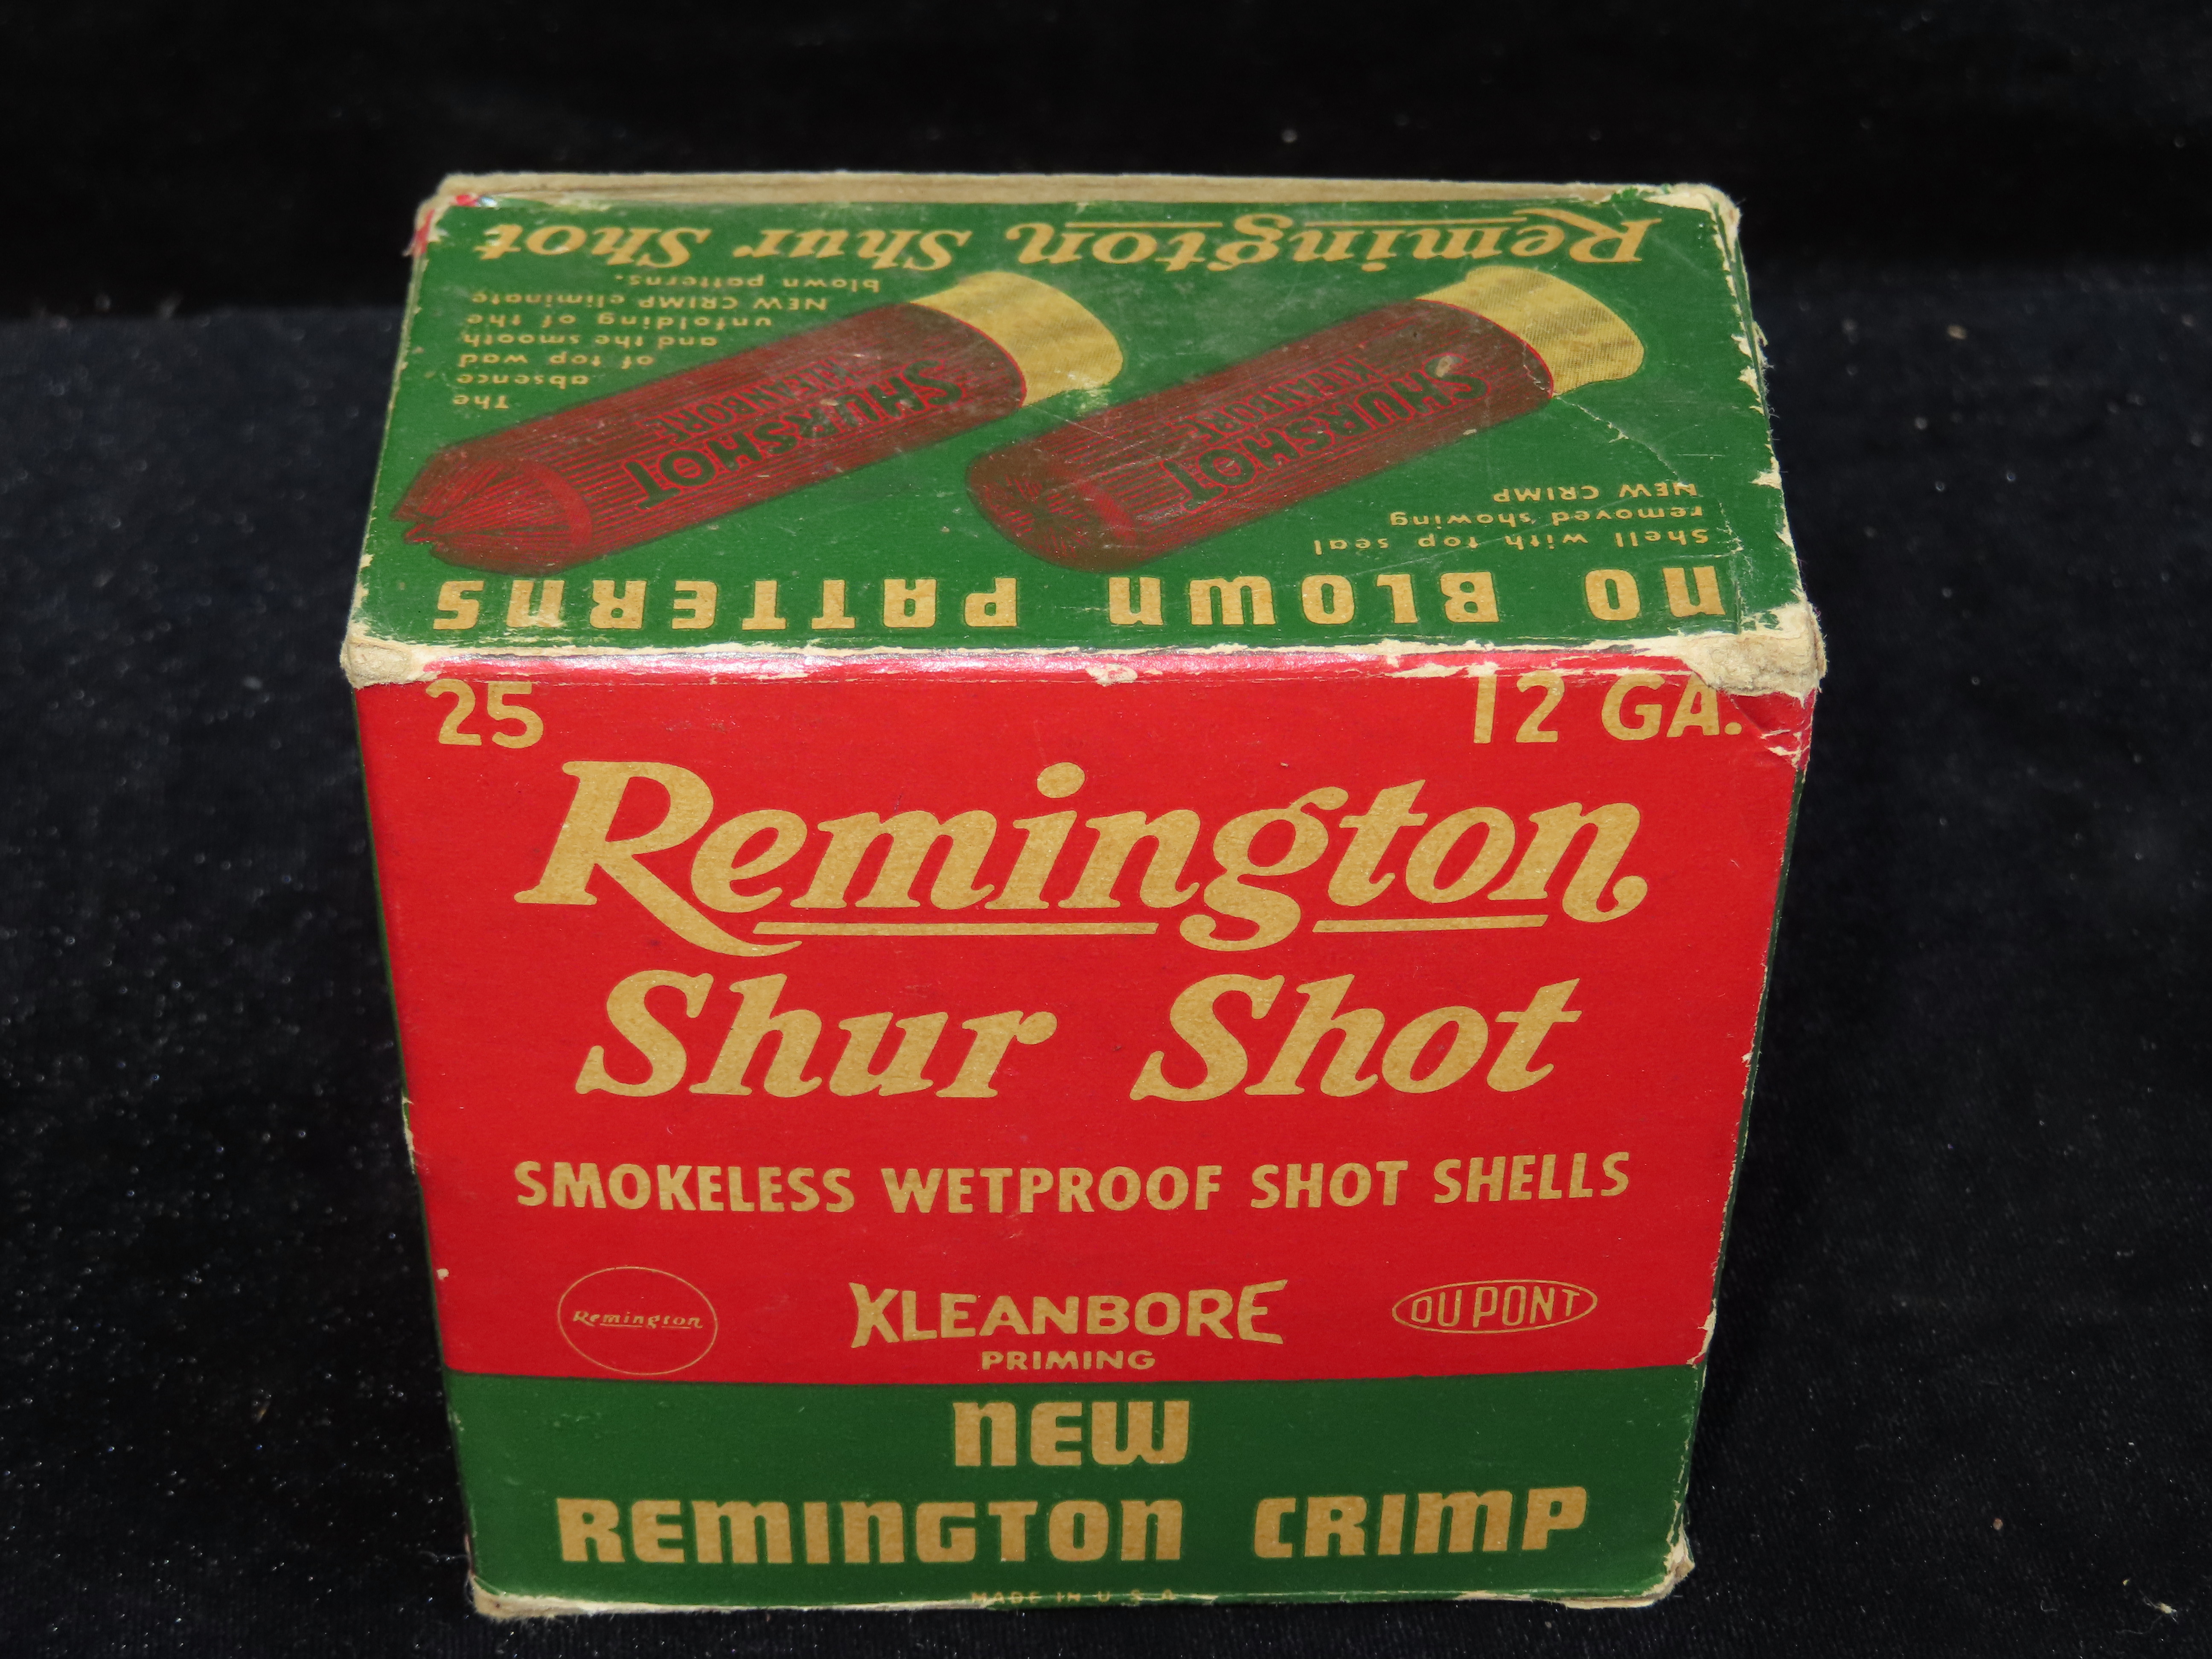 Remington Shur Shot
The
absence
of top wad
and the smooth
unfolding of the
NEW CRIMP eliminate
blown patterns.
SHURSHOT
KLEANBORE
SHURSHOT
KLEANBORE
Shell with top seal
removed showing
NEW CRIMP
NO BLOWN PATTERNS
25 12 GA.
Remington
Shur Shot
SMOKELESS WETPROOF SHOT SHELLS
Remington
KLEANBORE
PRIMING
DU PONT
NEW
REMINGTON CRIMP
MADE IN U.S.A.